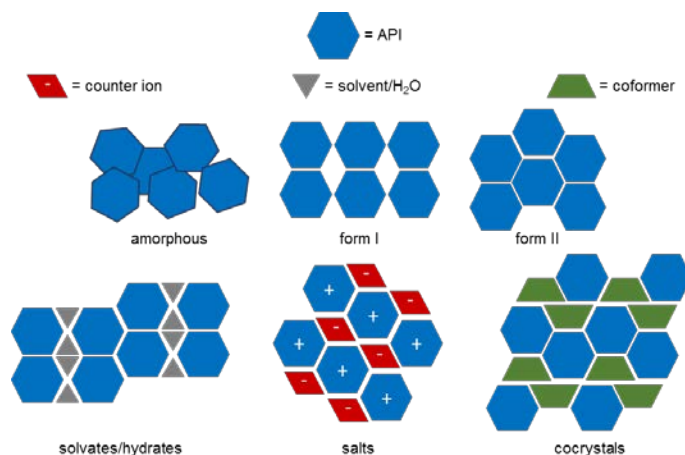 = API
- = counter ion
= solvent/H₂O
= coformer
amorphous
form I
form II
+ - + - - + + - + - + -
solvates/hydrates
salts
cocrystals